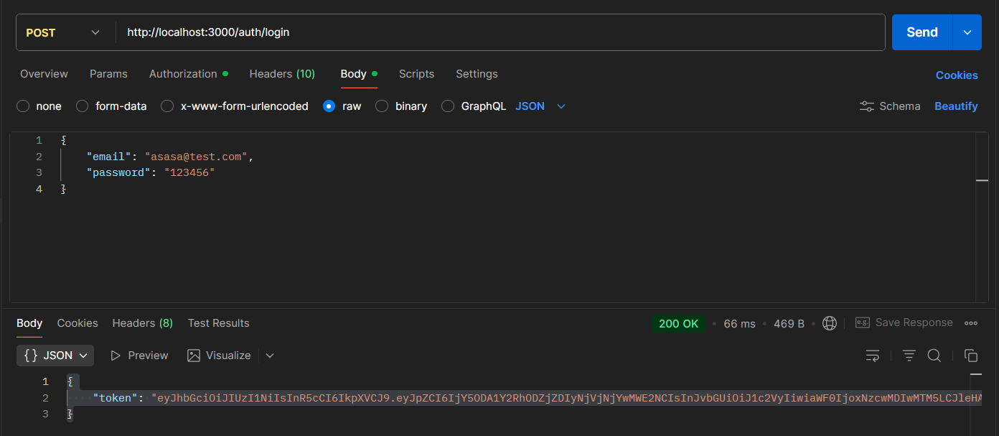 POST http://localhost:3000/auth/login Send
Overview Params Authorization Headers (10) Body Scripts Settings Cookies
none form-data x-www-form-urlencoded raw binary GraphQL JSON Schema Beautify
1 {
2 "email": "asasa@test.com",
3 "password": "123456"
4 }
Body Cookies Headers (8) Test Results 200 OK • 66 ms • 469 B • e.g. Save Response
{} JSON Preview Visualize
1 {
2 "token": "eyJhbGciOiJIUzI1NiIsInR5cCI6IkpXVCJ9.eyJpZCI6IjY5ODA1Y2RhODZjZDIyNjVjNjYwMWE2NCIsInJvbGUiOiJ1c2VyIiwiaWF0IjoxNzcwMDIwMTM5LCJleHA
3 }